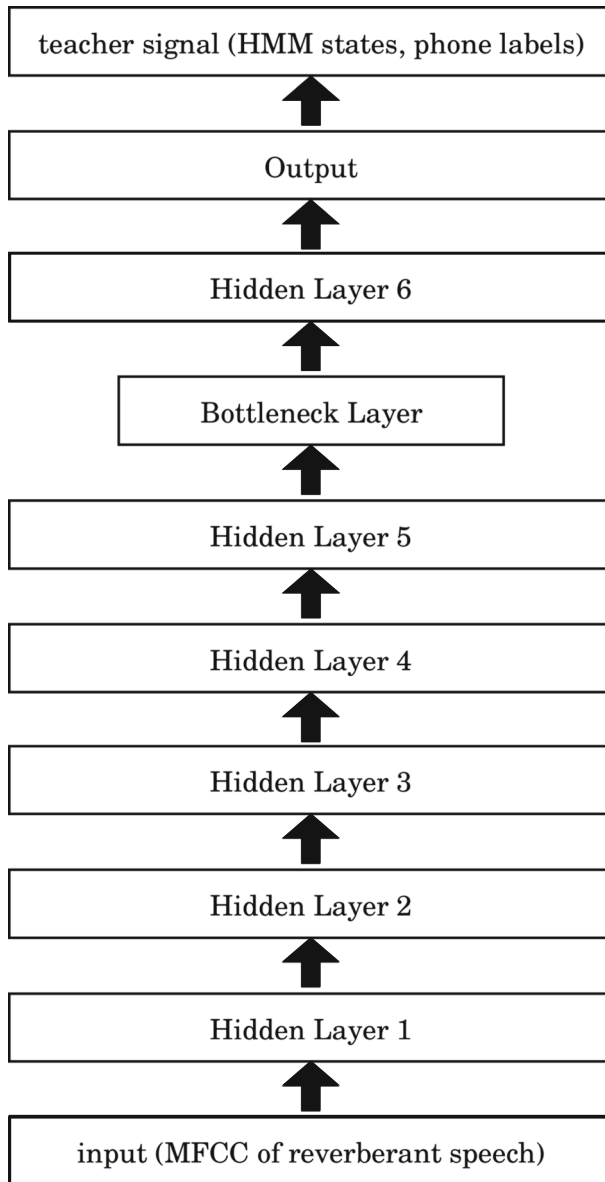 teacher signal (HMM states, phone labels)
Output
Hidden Layer 6
Bottleneck Layer
Hidden Layer 5
Hidden Layer 4
Hidden Layer 3
Hidden Layer 2
Hidden Layer 1
input (MFCC of reverberant speech)